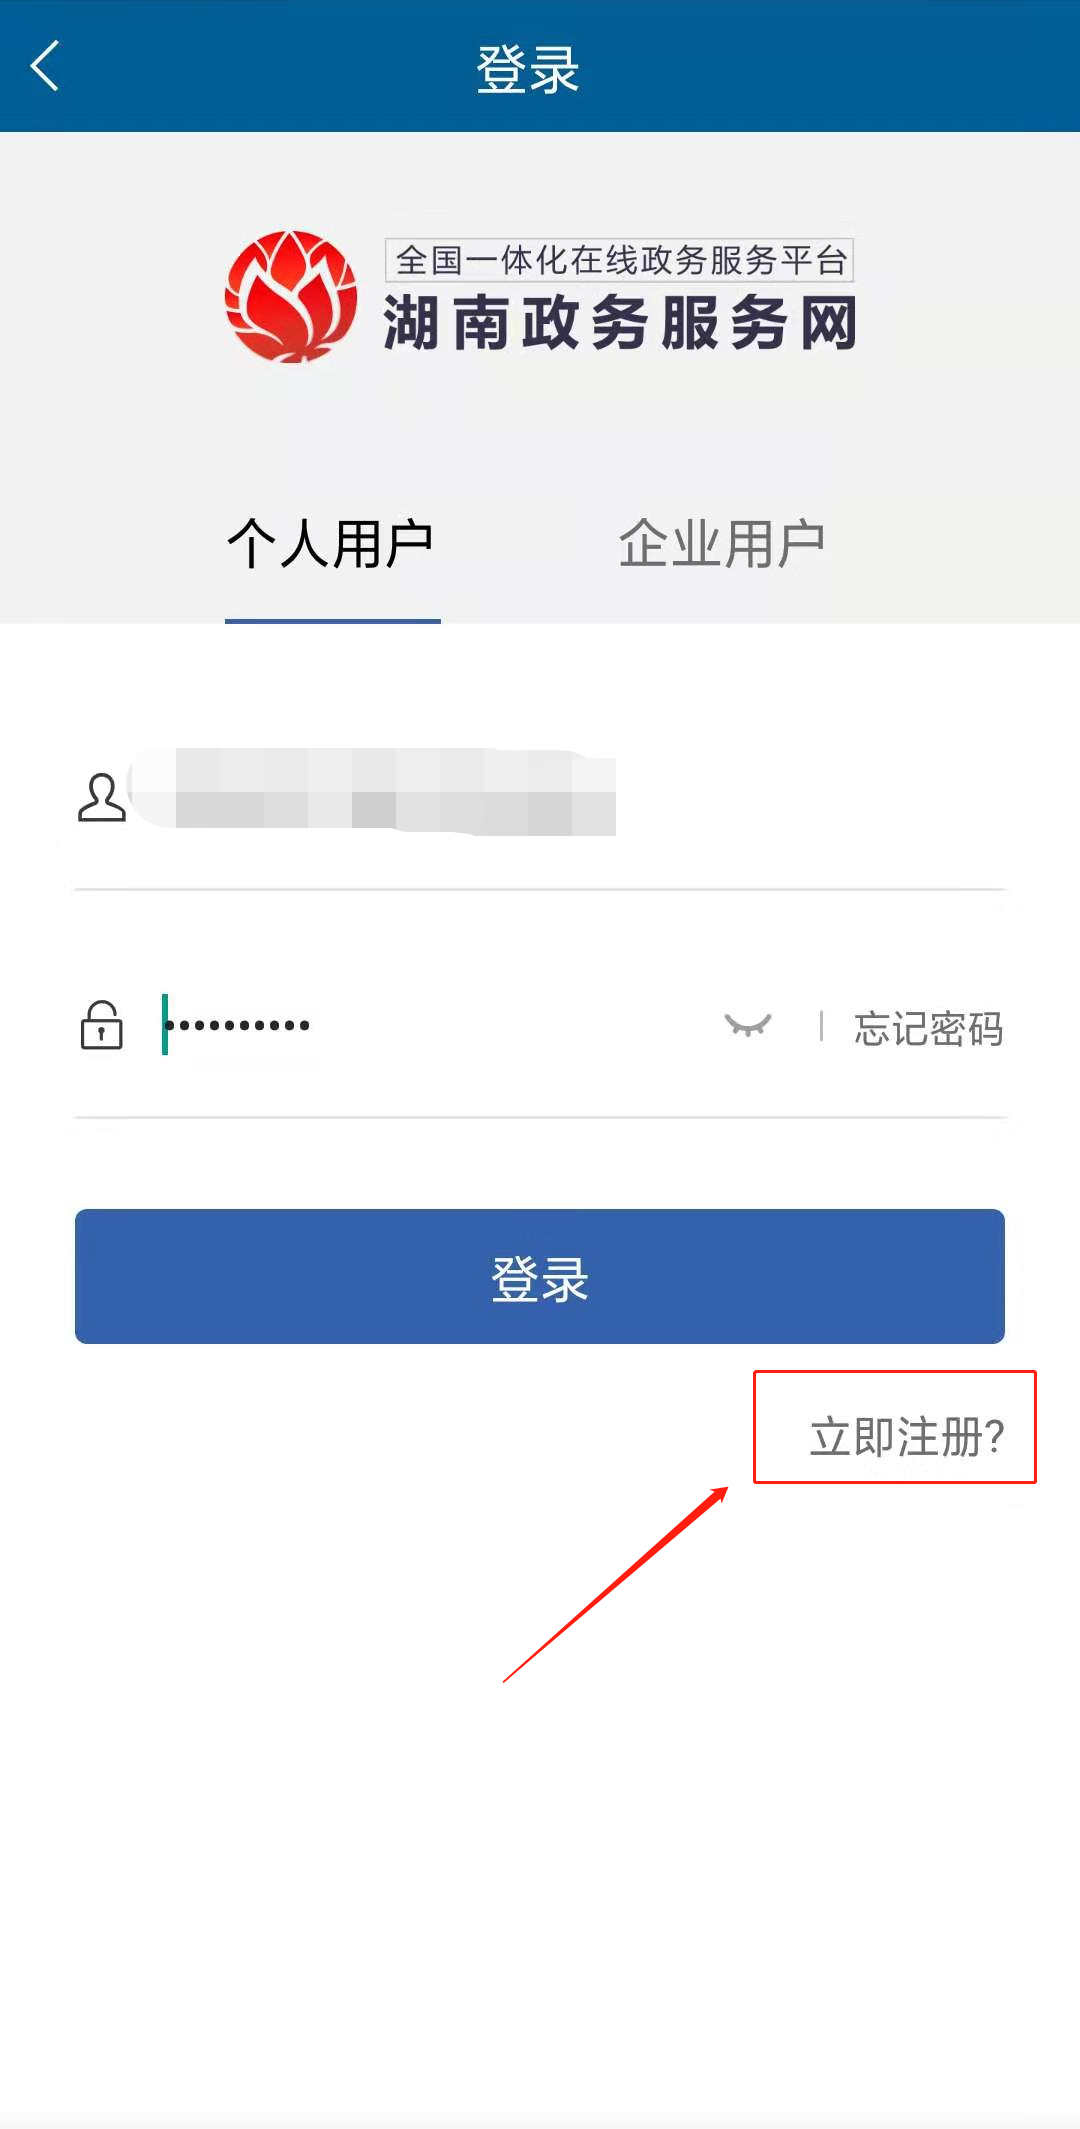 登录
全国一体化在线政务服务平台
湖南政务服务网
个人用户 企业用户
忘记密码
登录
立即注册?